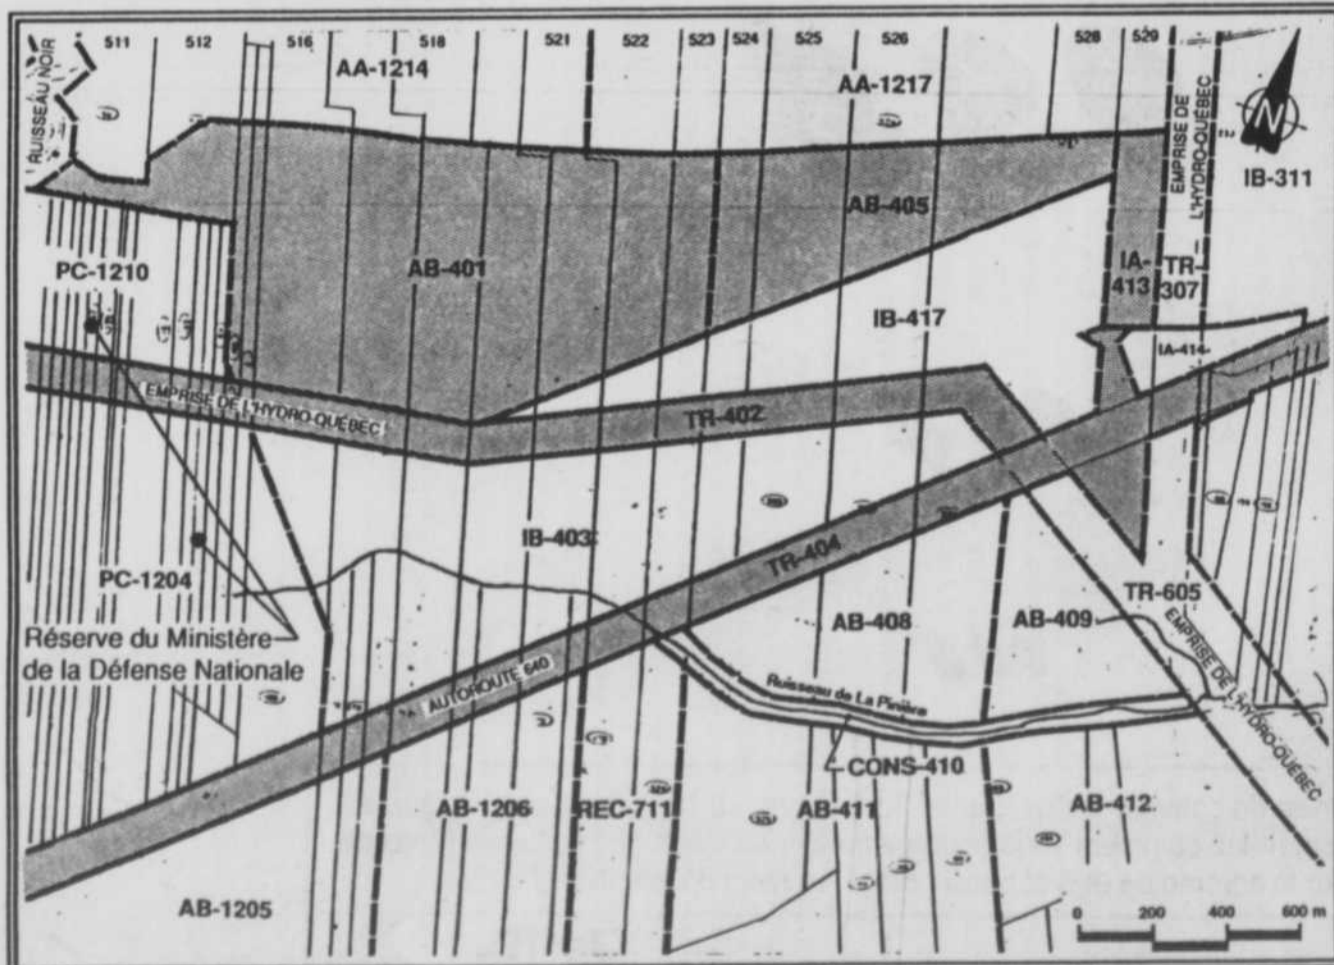 511 512 516 518 521 522 523 524 525 526 528 529
RUISSEAU NOIR
AA-1214
AA-1217
EMPRISE DE
L'HYDRO-QUÉBEC
N
IB-311
AB-405
PC-1210
AB-401
IA-
413
TR-
307
IB-417
IA-414
EMPRISE DE L'HYDRO-QUÉBEC
TR-402
IB-403
TR-404
PC-1204
TR-605
AB-408
AB-409
Réserve du Ministère
de la Défense Nationale
AUTOROUTE 640
Ruisseau de La Pinière
EMPRISE DE L'HYDRO-QUÉBEC
CONS-410
AB-1206
REC-711
AB-411
AB-412
AB-1205
0 200 400 600 m